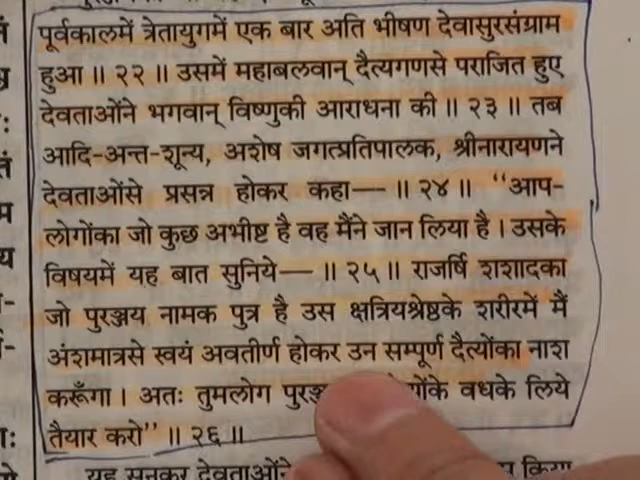 पूर्वकालमें त्रेतायुगमें एक बार अति भीषण देवासुरसंग्राम
हुआ ॥ २२ ॥ उसमें महाबलवान् दैत्यगणसे पराजित हुए
देवताओंने भगवान् विष्णुकी आराधना की ॥ २३ ॥ तब
आदि-अन्त-शून्य, अशेष जगत्प्रतिपालक, श्रीनारायणने
देवताओंसे प्रसन्न होकर कहा— ॥ २४ ॥ “आप-
लोगोंका जो कुछ अभीष्ट है वह मैंने जान लिया है । उसके
विषयमें यह बात सुनिये— ॥ २५ ॥ राजर्षि शशादका
जो पुरञ्जय नामक पुत्र है उस क्षत्रियश्रेष्ठके शरीरमें मैं
अंशमात्रसे स्वयं अवतीर्ण होकर उन सम्पूर्ण दैत्योंका नाश
करूँगा । अतः तुमलोग वधके लिये
तैयार करो” ॥ २६ ॥
यह सुनकर देवताओंने किया